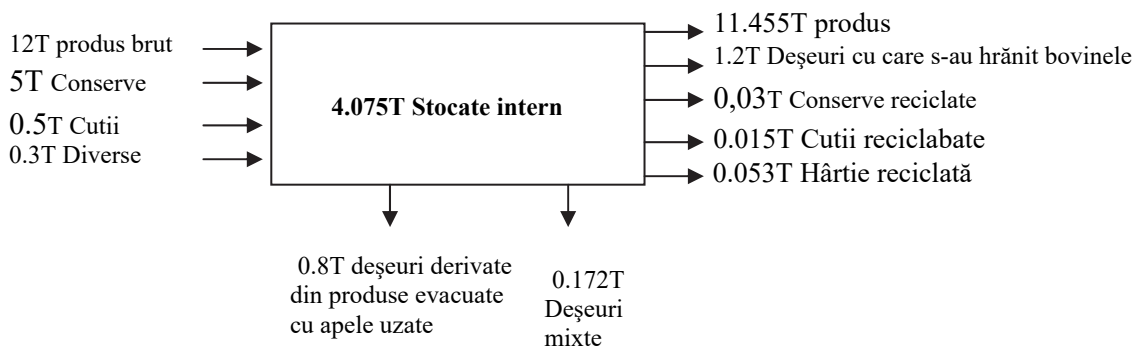 12T produs brut
5T Conserve
0.5T Cutii
0.3T Diverse
4.075T Stocate intern
11.455T produs
1.2T Deşeuri cu care s-au hrănit bovinele
0,03T Conserve reciclate
0.015T Cutii reciclabate
0.053T Hârtie reciclată
0.8T deşeuri derivate
din produse evacuate
cu apele uzate
0.172T
Deşeuri
mixte